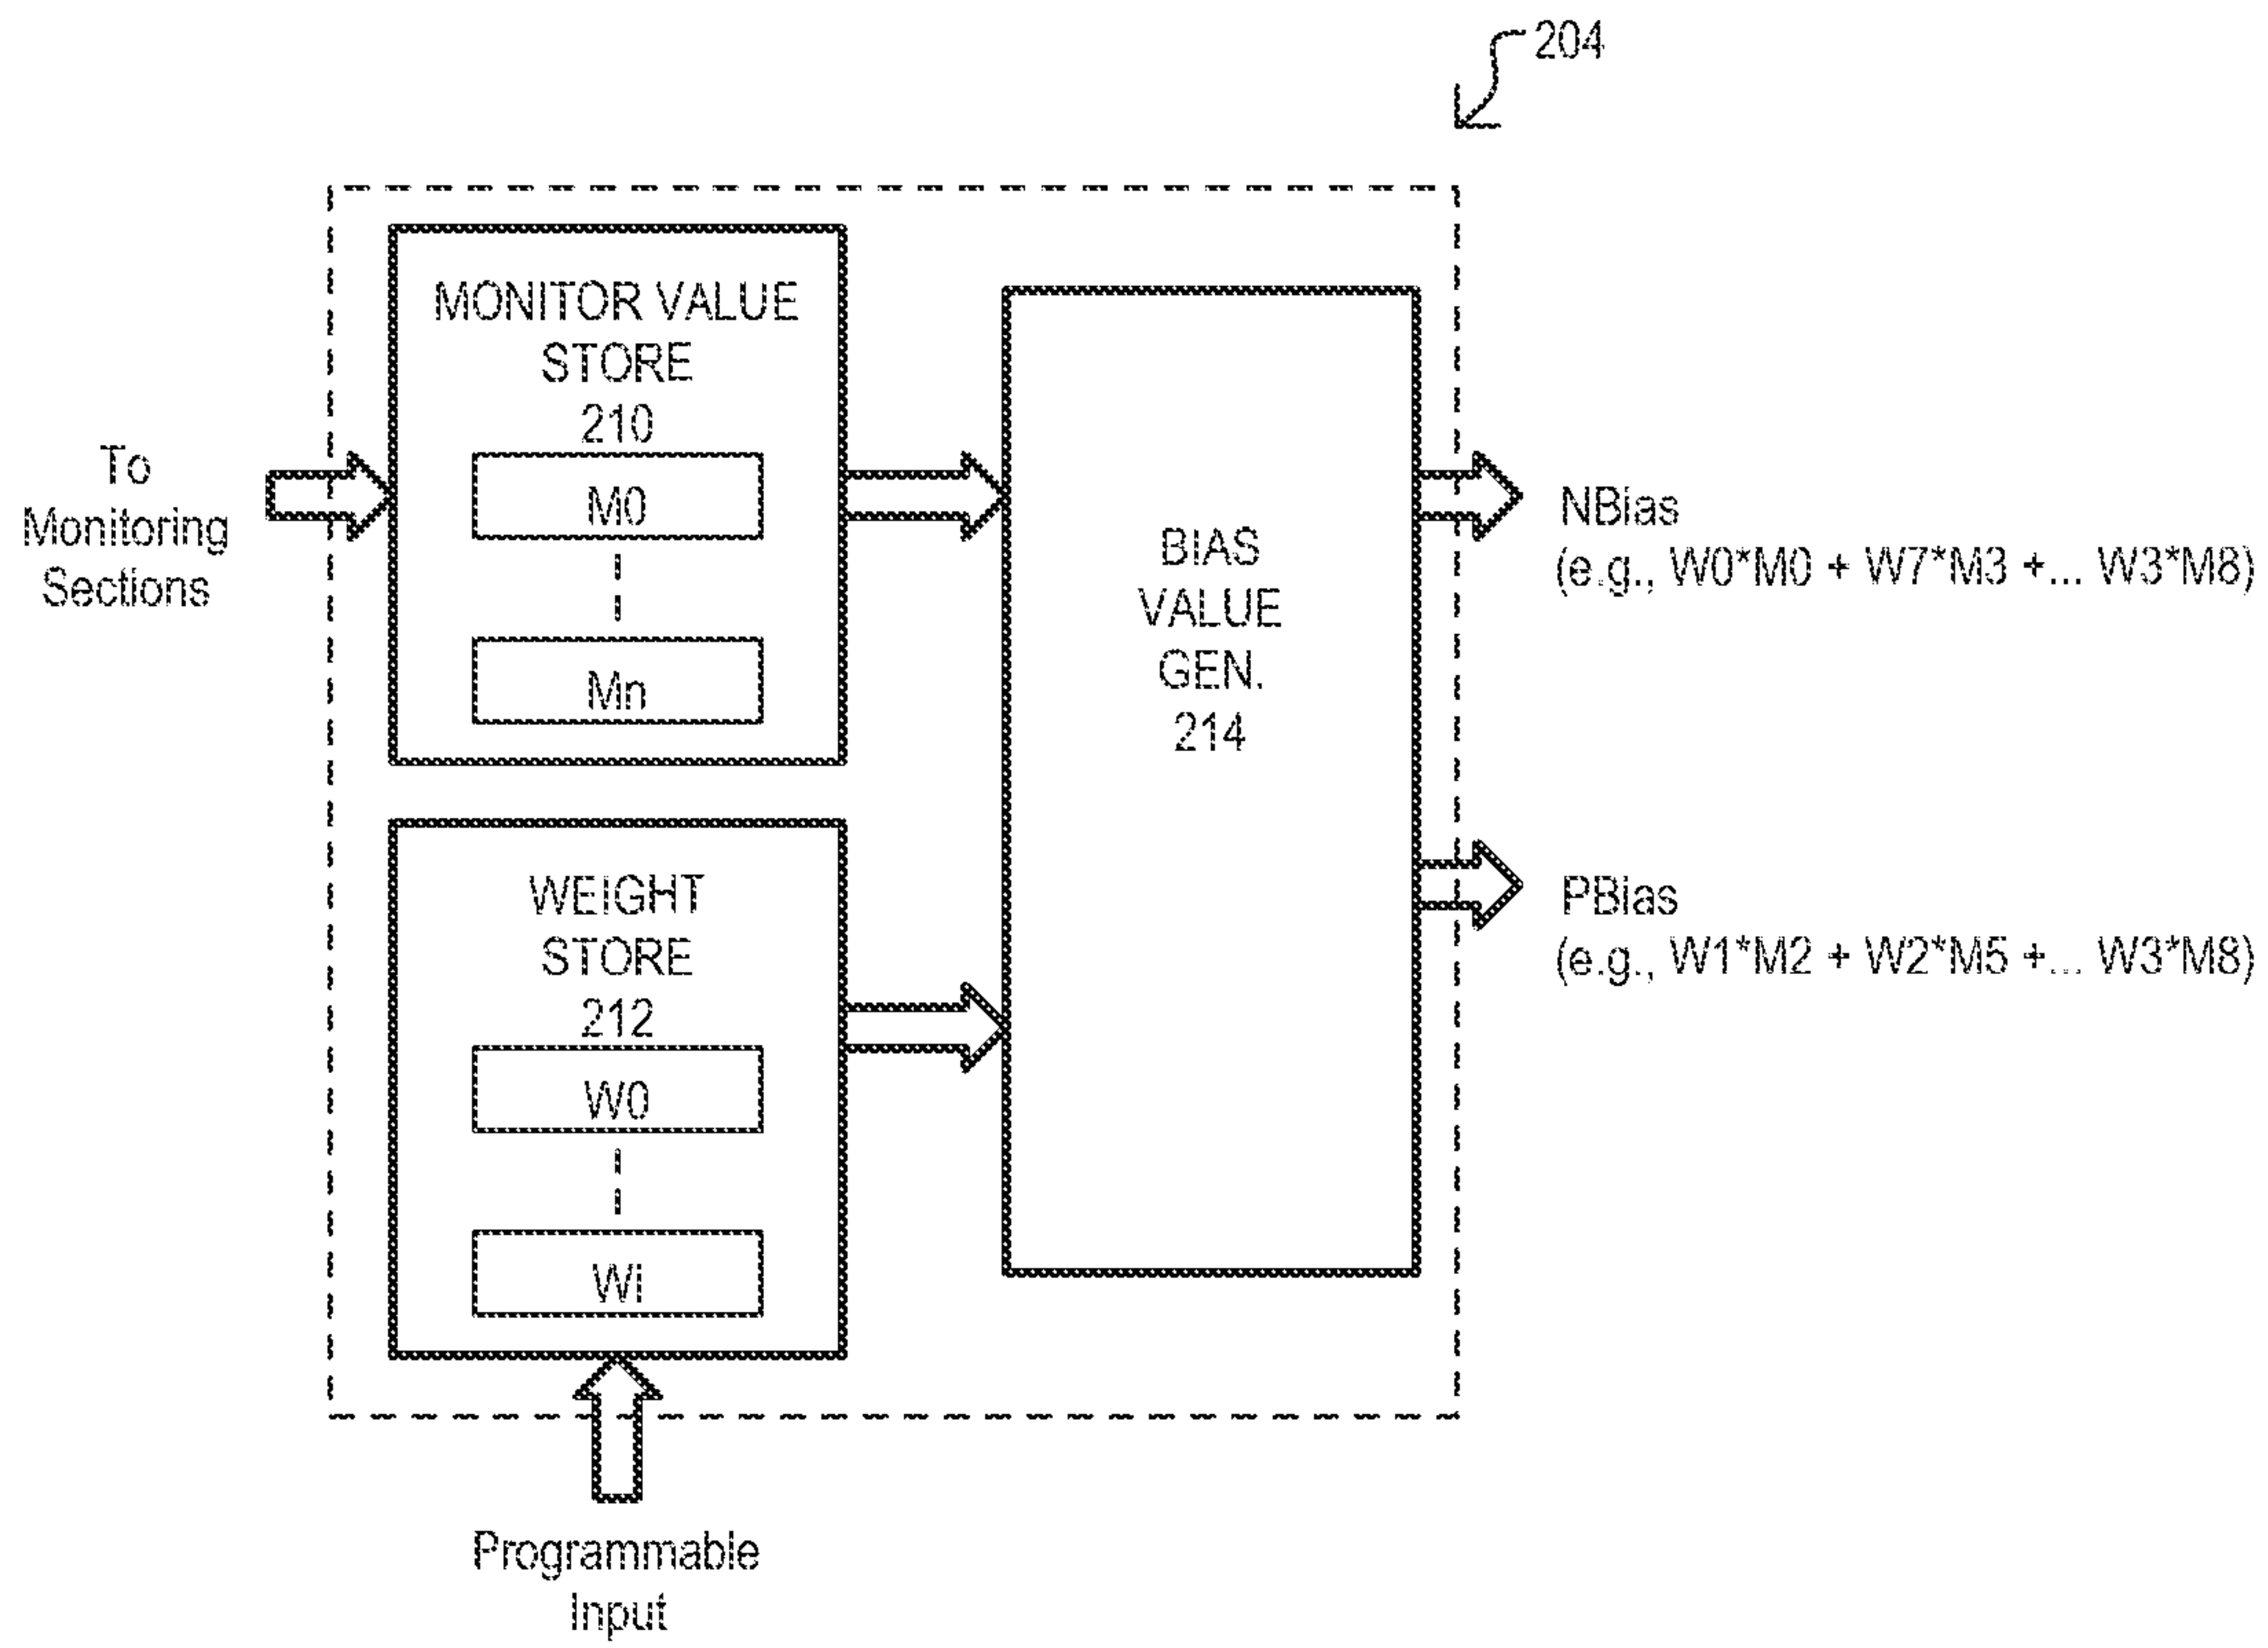 204
MONITOR VALUE
STORE
210
M0
Mn
To
Monitoring
Sections
BIAS
VALUE
GEN.
214
NBias
(e.g., W0*M0 + W7*M3 +... W3*M8)
PBias
(e.g., W1*M2 + W2*M5 +... W3*M8)
WEIGHT
STORE
212
W0
Wi
Programmable
Input